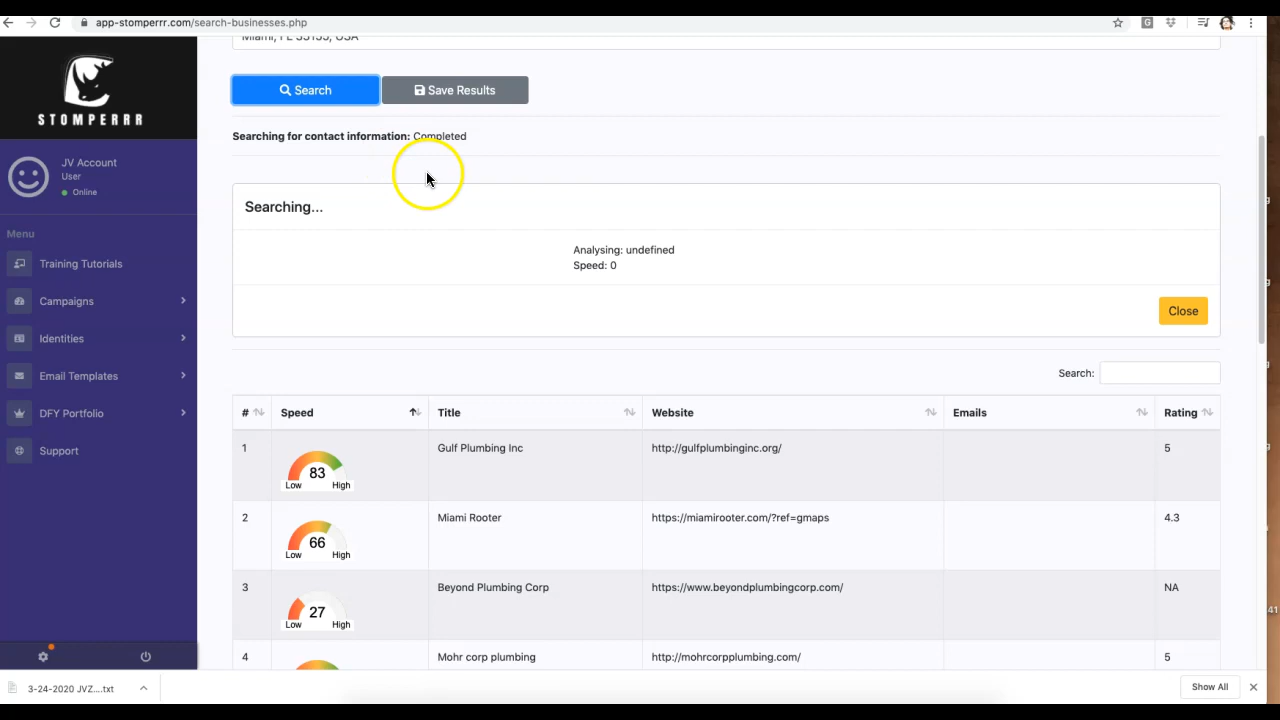 app-stomperrr.com/search-businesses.php
Miami, FL 33155, USA
STOMPERRR
Search
Save Results
Searching for contact information: Completed
JV Account
User
Online
Searching...
Menu
Training Tutorials
Analysing: undefined
Speed: 0
Campaigns
Close
Identities
Email Templates
Search:
DFY Portfolio
# Speed Title Website Emails Rating
Support
1 Gulf Plumbing Inc http://gulfplumbinginc.org/ 5
83
Low High
2 Miami Rooter https://miamirooter.com/?ref=gmaps 4.3
66
Low High
3 Beyond Plumbing Corp https://www.beyondplumbingcorp.com/ NA
27
Low High
4 Mohr corp plumbing http://mohrcorpplumbing.com/ 5
3-24-2020 JVZ....txt
Show All